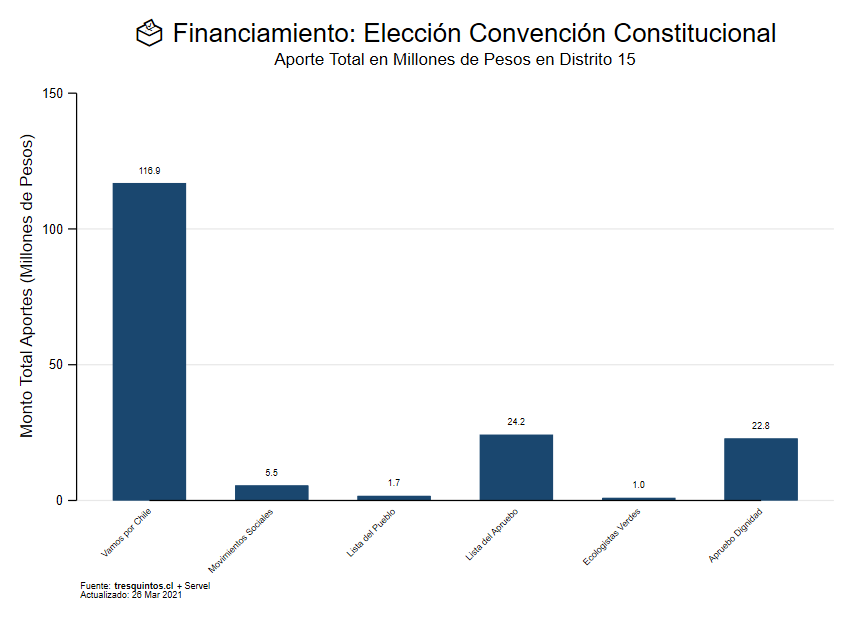 Financiamiento: Elección Convención Constitucional
Aporte Total en Millones de Pesos en Distrito 15
Monto Total Aportes (Millones de Pesos)
150
100
50
0
116.9
5.5
1.7
24.2
1.0
22.8
Vamos por Chile
Movimientos Sociales
Lista del Pueblo
Lista del Apruebo
Ecologistas Verdes
Apruebo Dignidad
Fuente: tresquintos.cl + Servel
Actualizado: 26 Mar 2021